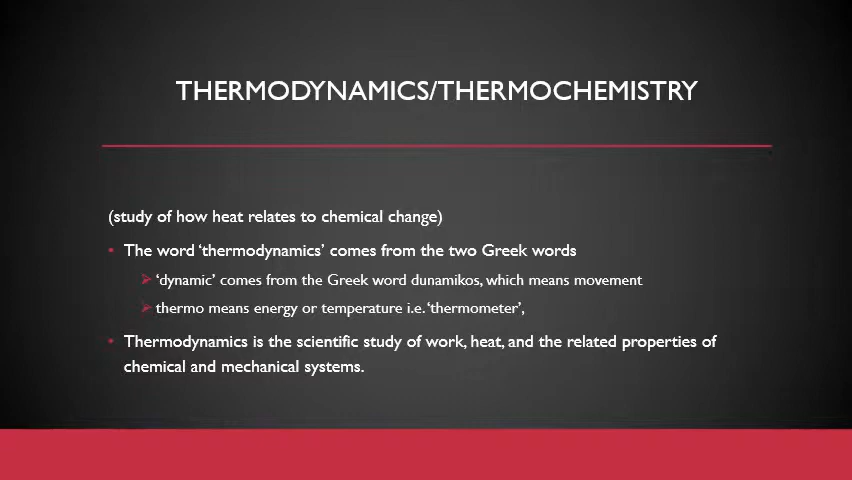 THERMODYNAMICS/THERMOCHEMISTRY
(study of how heat relates to chemical change)
• The word ‘thermodynamics’ comes from the two Greek words
➢ ‘dynamic’ comes from the Greek word dunamikos, which means movement
➢ thermo means energy or temperature i.e. ‘thermometer’,
• Thermodynamics is the scientific study of work, heat, and the related properties of
chemical and mechanical systems.